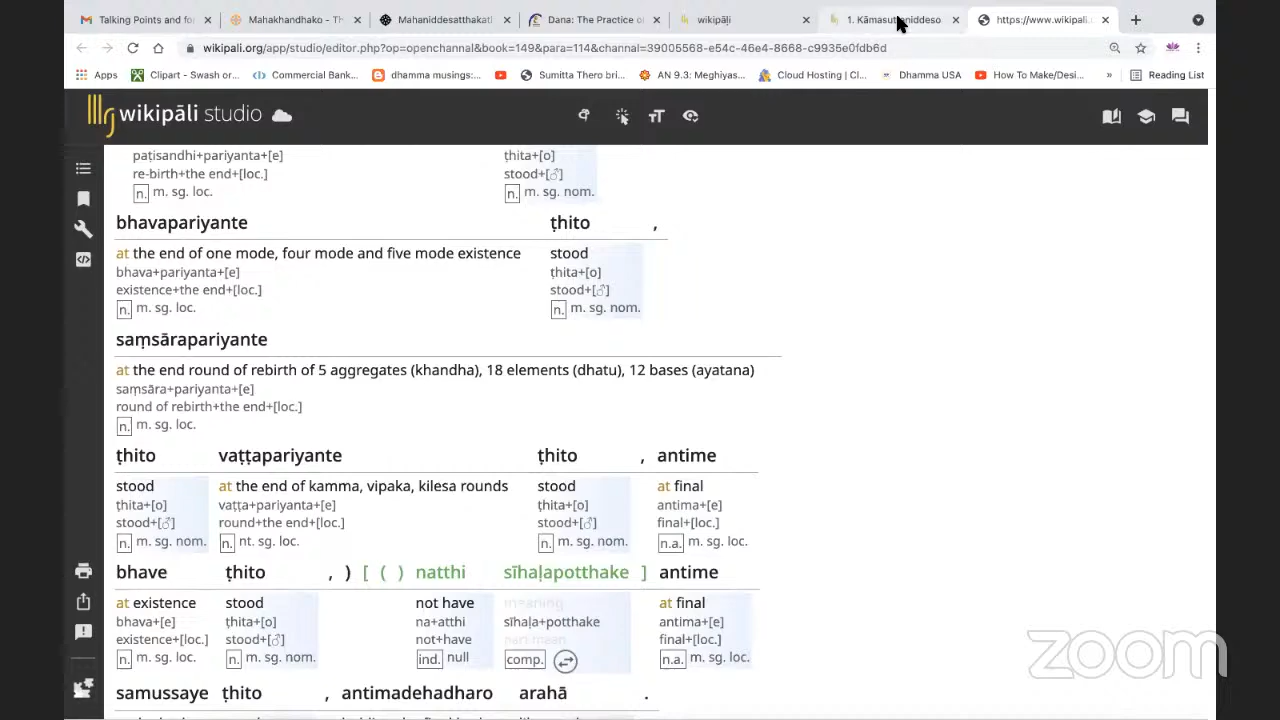 Talking Points and fo
Mahakhandhako - Th
Mahaniddesatthakath
Dana: The Practice o
wikipāḷi
1. Kāmasuttaniddeso
https://www.wikipali.
wikipali.org/app/studio/editor.php?op=openchannel&book=149&para=114&channel=39005568-e54c-46e4-8668-c9935e0fdb6d
Apps Clipart - Swash or... Commercial Bank... dhamma musings:... Sumitta Thero bri... AN 9.3: Meghiyas... Cloud Hosting | Cl... Dhamma USA How To Make/Desi... » Reading List
wikipāli studio
paṭisandhi+pariyanta+[e] ṭhita+[o]
re-birth+the end+[loc.] stood+[♂]
n. m. sg. loc. n. m. sg. nom.
bhavapariyante ṭhito ,
at the end of one mode, four mode and five mode existence stood
bhava+pariyanta+[e] ṭhita+[o]
existence+the end+[loc.] stood+[♂]
n. m. sg. loc. n. m. sg. nom.
saṃsārapariyante
at the end round of rebirth of 5 aggregates (khandha), 18 elements (dhatu), 12 bases (ayatana)
saṃsāra+pariyanta+[e]
round of rebirth+the end+[loc.]
n. m. sg. loc.
ṭhito vaṭṭapariyante ṭhito , antime
stood at the end of kamma, vipaka, kilesa rounds stood at final
ṭhita+[o] vaṭṭa+pariyanta+[e] ṭhita+[o] antima+[e]
stood+[♂] round+the end+[loc.] stood+[♂] final+[loc.]
n. m. sg. nom. n. nt. sg. loc. n. m. sg. nom. n.a. m. sg. loc.
bhave ṭhito , ) [ ( ) natthi sīhaḷapotthake ] antime
at existence stood not have meaning at final
bhava+[e] ṭhita+[o] na+atthi sīhaḷa+potthake antima+[e]
existence+[loc.] stood+[♂] not+have part mean final+[loc.]
n. m. sg. loc. n. m. sg. nom. ind. null comp. n.a. m. sg. loc.
samussaye ṭhito , antimadehadharo arahā .
zoom